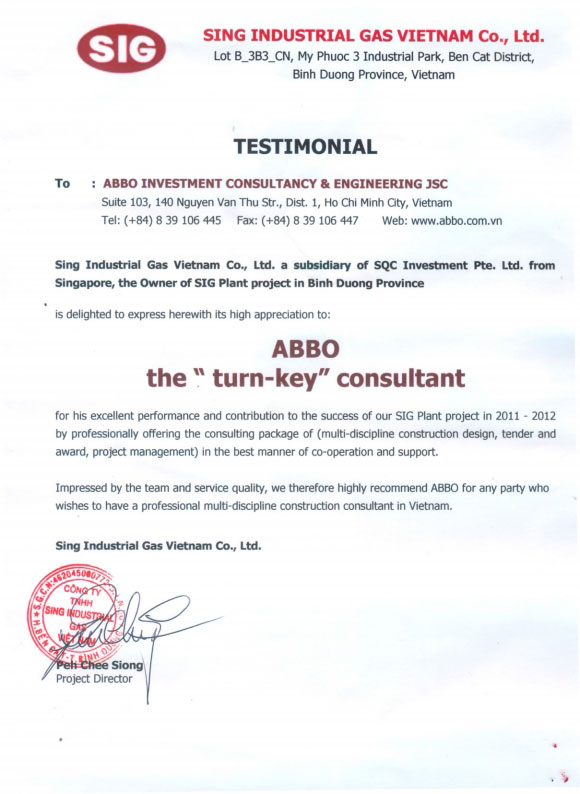 SIG
SING INDUSTRIAL GAS VIETNAM Co., Ltd.
Lot B_3B3_CN, My Phuoc 3 Industrial Park, Ben Cat District,
Binh Duong Province, Vietnam
TESTIMONIAL
To : ABBO INVESTMENT CONSULTANCY & ENGINEERING JSC
Suite 103, 140 Nguyen Van Thu Str., Dist. 1, Ho Chi Minh City, Vietnam
Tel: (+84) 8 39 106 445 Fax: (+84) 8 39 106 447 Web: www.abbo.com.vn
Sing Industrial Gas Vietnam Co., Ltd. a subsidiary of SQC Investment Pte. Ltd. from
Singapore, the Owner of SIG Plant project in Binh Duong Province
is delighted to express herewith its high appreciation to:
ABBO
the “ turn-key” consultant
for his excellent performance and contribution to the success of our SIG Plant project in 2011 - 2012
by professionally offering the consulting package of (multi-discipline construction design, tender and
award, project management) in the best manner of co-operation and support.
Impressed by the team and service quality, we therefore highly recommend ABBO for any party who
wishes to have a professional multi-discipline construction consultant in Vietnam.
Sing Industrial Gas Vietnam Co., Ltd.
CÔNG TY
TNHH
SING INDUSTRIAL
GAS
VIỆT NAM
Peh Chee Siong
Project Director